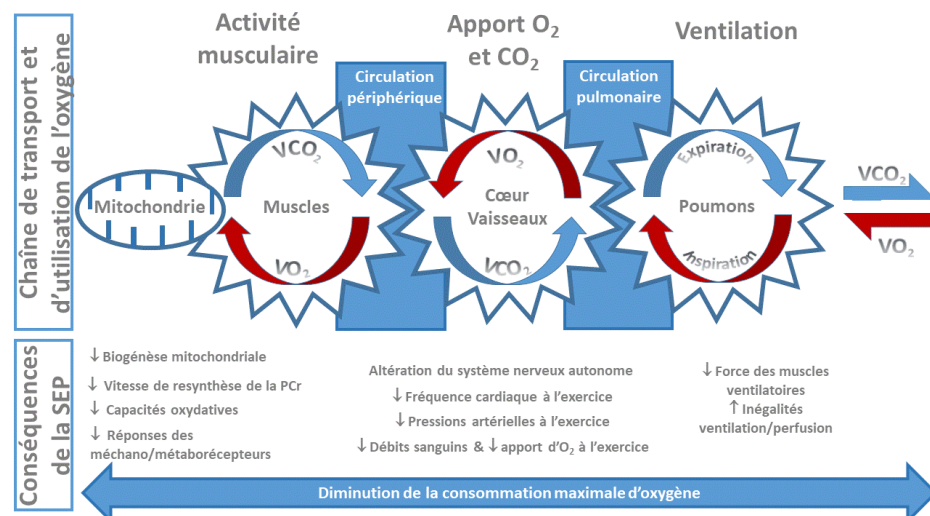 Chaîne de transport et
d'utilisation de l'oxygène
Activité
musculaire
Apport O₂
et CO₂
Ventilation
Circulation
périphérique
Circulation
pulmonaire
Mitochondrie
VCO₂
Muscles
VO₂
VO₂
Cœur
Vaisseaux
VCO₂
Expiration
Poumons
Inspiration
VCO₂
VO₂
Conséquences
de la SEP
↓ Biogénèse mitochondriale
↓ Vitesse de resynthèse de la PCr
↓ Capacités oxydatives
↓ Réponses des
méchano/métaborécepteurs
Altération du système nerveux autonome
↓ Fréquence cardiaque à l'exercice
↓ Pressions artérielles à l'exercice
↓ Débits sanguins & ↓ apport d'O₂ à l'exercice
↓ Force des muscles
ventilatoires
↑ Inégalités
ventilation/perfusion
Diminution de la consommation maximale d'oxygène